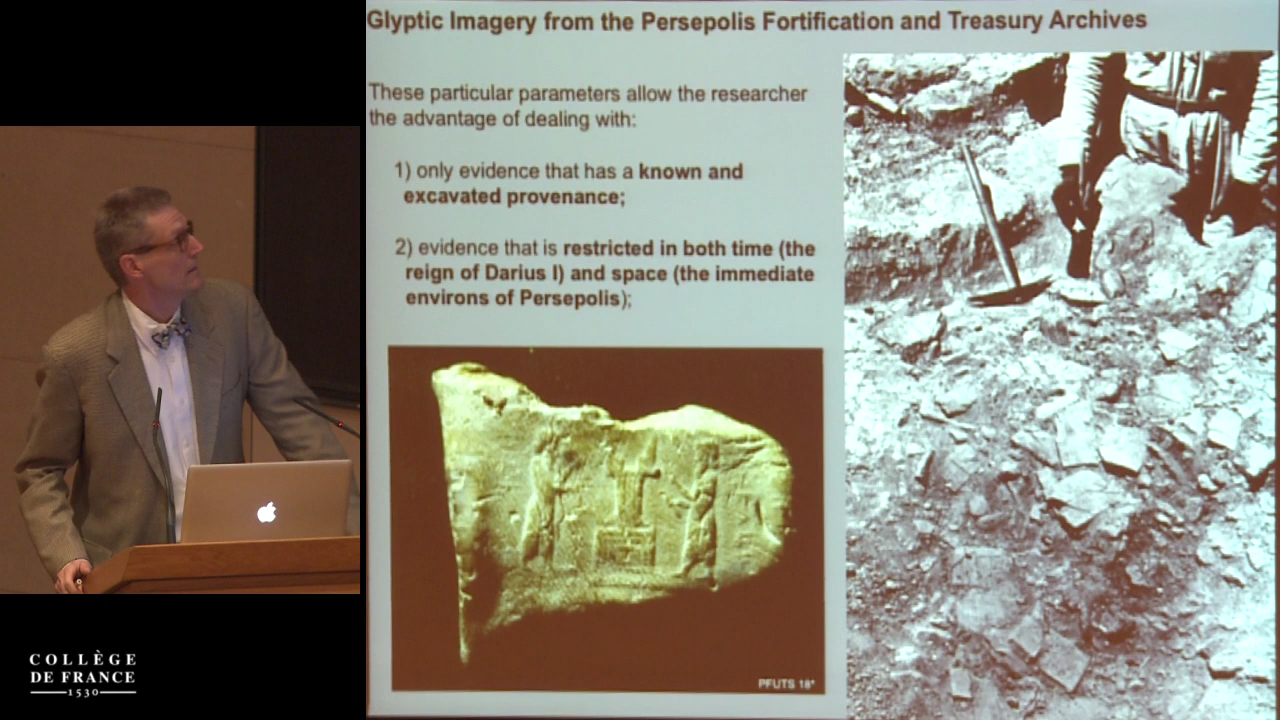 Glyptic Imagery from the Persepolis Fortification and Treasury Archives
These particular parameters allow the researcher
the advantage of dealing with:
1) only evidence that has a known and
excavated provenance;
2) evidence that is restricted in both time (the
reign of Darius I) and space (the immediate
environs of Persepolis);
PFUTS 18*
COLLÈGE
DE FRANCE
1530